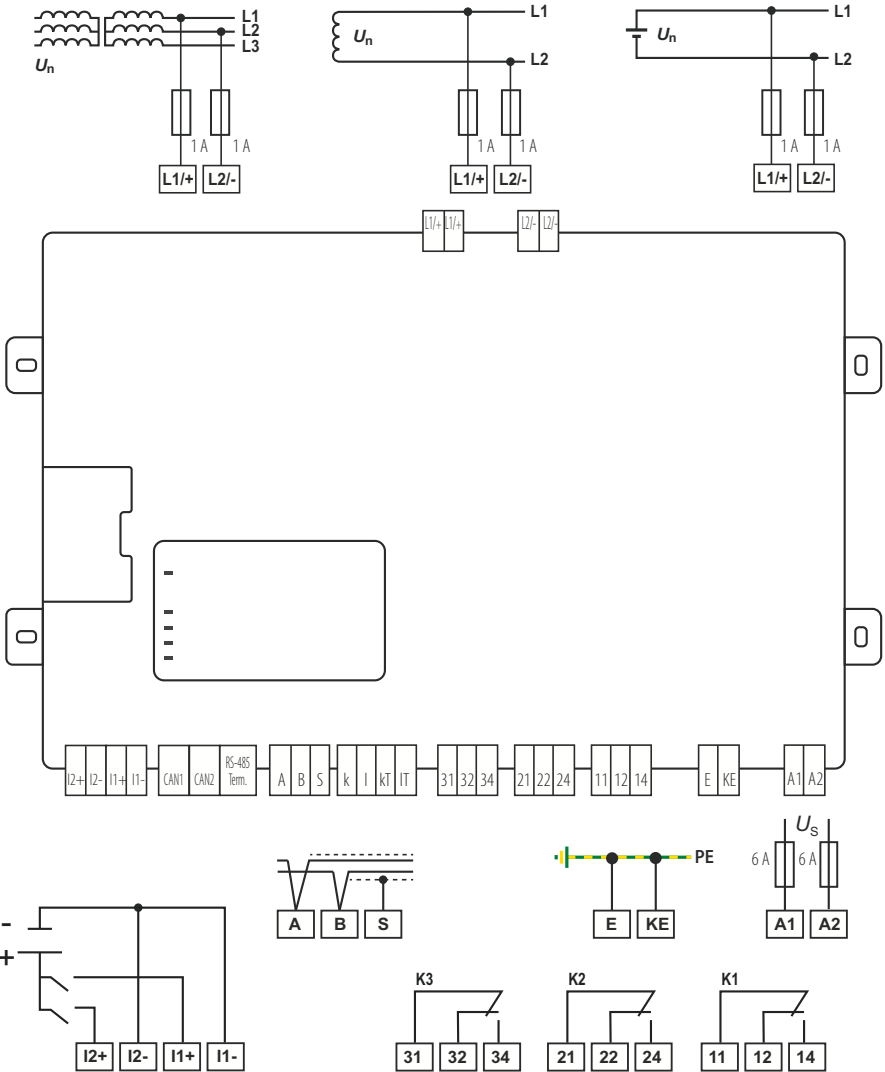 L1
L2
L3
Un
1 A 1 A
L1/+ L2/-
L1
Un
L2
1 A 1 A
L1/+ L2/-
L1
Un
L2
1 A 1 A
L1/+ L2/-
L1/+ L1/+ L2/- L2/-
I2+ I2- I1+ I1- CAN1 CAN2 RS-485 Term. A B S k l kT lT 31 32 34 21 22 24 11 12 14 E KE A1 A2
A B S
PE
E KE
US
6 A 6 A
A1 A2
-
+
I2+ I2- I1+ I1-
K3
31 32 34
K2
21 22 24
K1
11 12 14